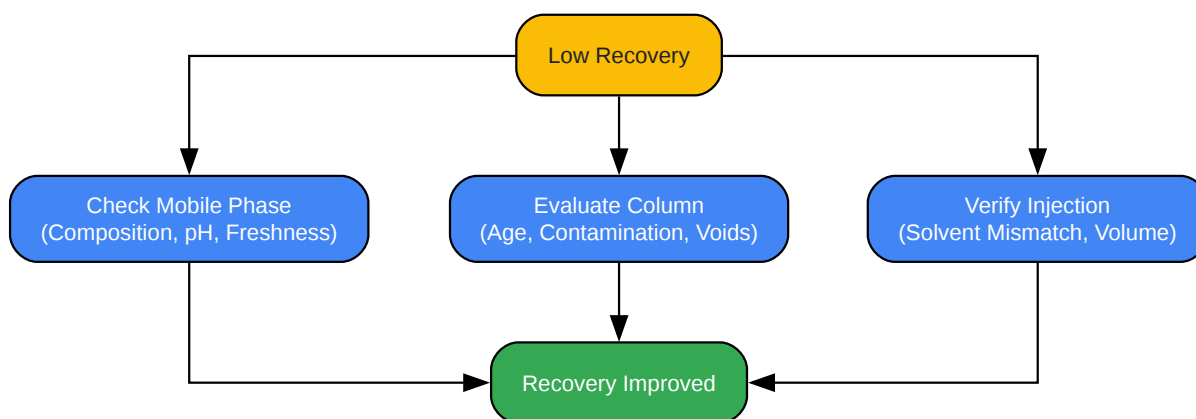 Low Recovery
Check Mobile Phase
(Composition, pH, Freshness)
Evaluate Column
(Age, Contamination, Voids)
Verify Injection
(Solvent Mismatch, Volume)
Recovery Improved